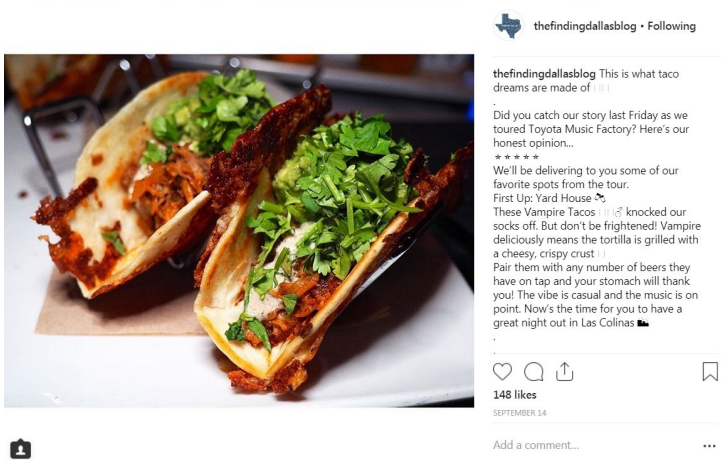 thefindingdallasblog • Following
thefindingdallasblog This is what taco
dreams are made of
.
Did you catch our story last Friday as we
toured Toyota Music Factory? Here's our
honest opinion...
*****
We'll be delivering to you some of our
favorite spots from the tour.
First Up: Yard House
These Vampire Tacos knocked our
socks off. But don't be frightened! Vampire
deliciously means the tortilla is grilled with
a cheesy, crispy crust
Pair them with any number of beers they
have on tap and your stomach will thank
you! The vibe is casual and the music is on
point. Now's the time for you to have a
great night out in Las Colinas
.
.
148 likes
SEPTEMBER 14
Add a comment...